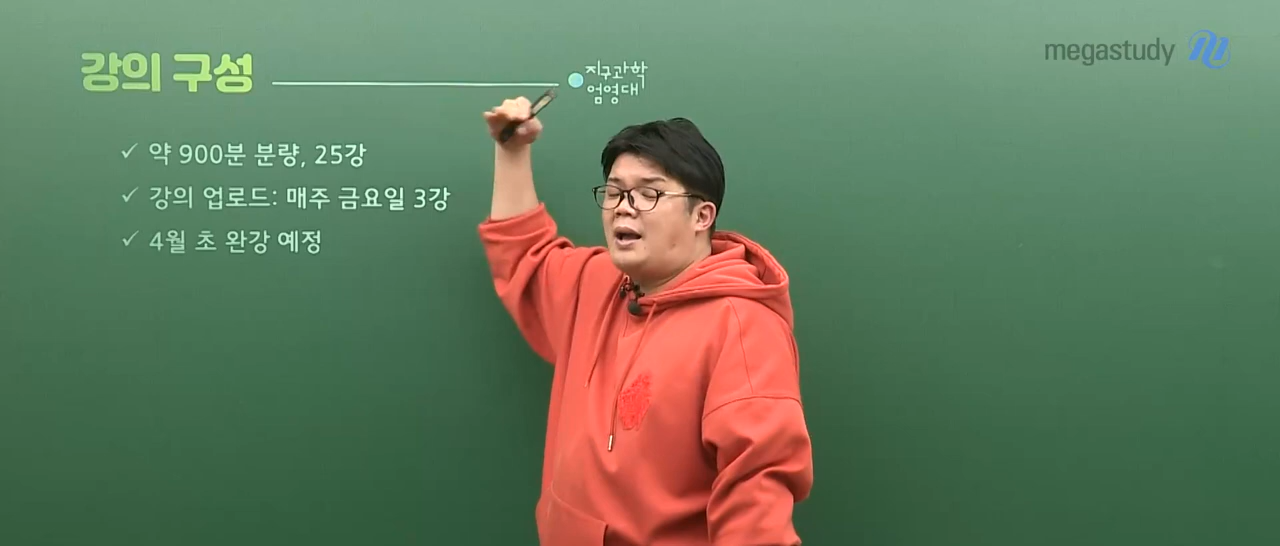 강의 구성
지구과학
엄영대
megastudy
✓ 약 900분 분량, 25강
✓ 강의 업로드: 매주 금요일 3강
✓ 4월 초 완강 예정